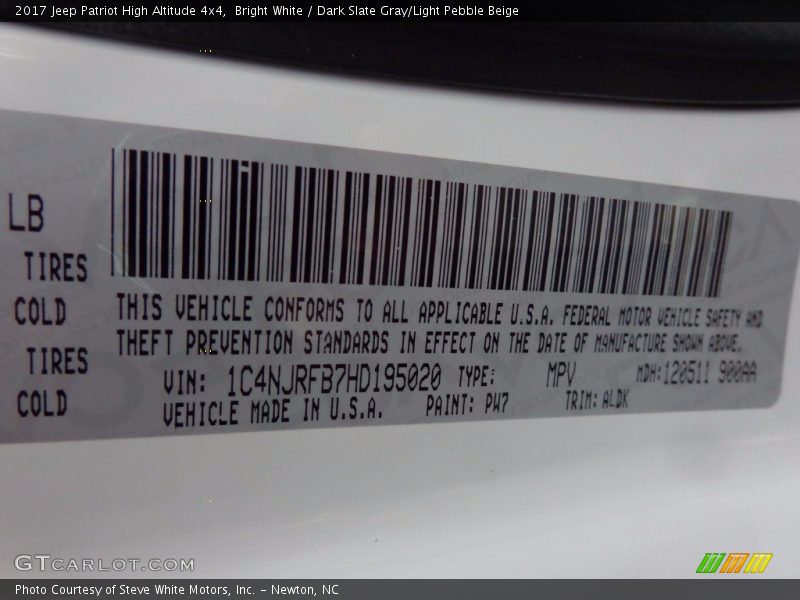 2017 Jeep Patriot High Altitude 4x4,  Bright White / Dark Slate Gray/Light Pebble Beige
LB
TIRES
COLD
TIRES
COLD
THIS VEHICLE CONFORMS TO ALL APPLICABLE U.S.A. FEDERAL MOTOR VEHICLE SAFETY AND
THEFT PREVENTION STANDARDS IN EFFECT ON THE DATE OF MANUFACTURE SHOWN ABOVE.
VIN: 1C4NJRFB7HD195020 TYPE: MPV MDH:120511 900AA
VEHICLE MADE IN U.S.A. PAINT: PW7 TRIM: ALDK
GTCARLOT.COM
Photo Courtesy of Steve White Motors, Inc. – Newton, NC